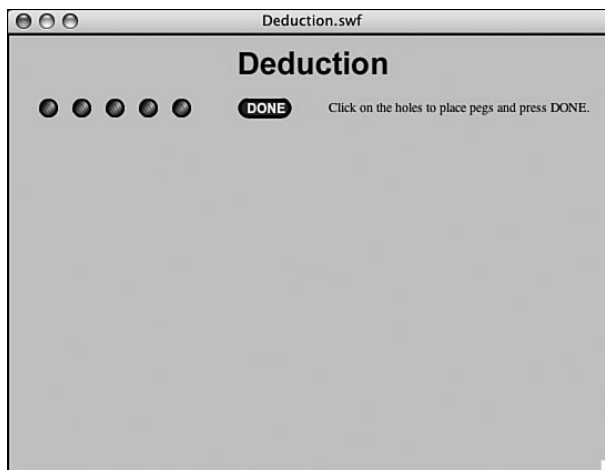 Deduction.swf
Deduction
DONE Click on the holes to place pegs and press DONE.